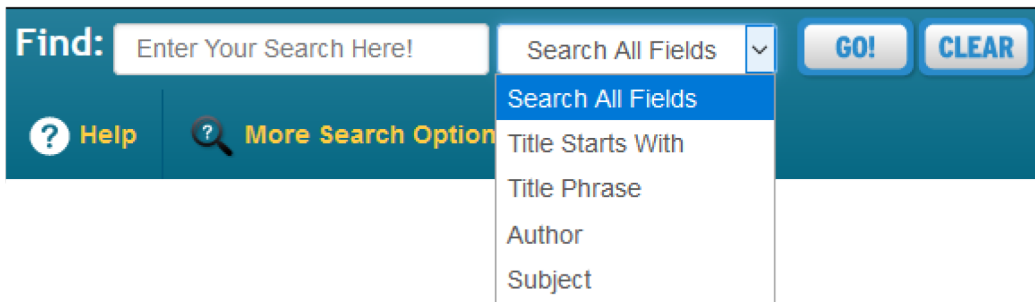 Find: Enter Your Search Here! Search All Fields GO! CLEAR
Search All Fields
? Help ? More Search Option
Title Starts With
Title Phrase
Author
Subject